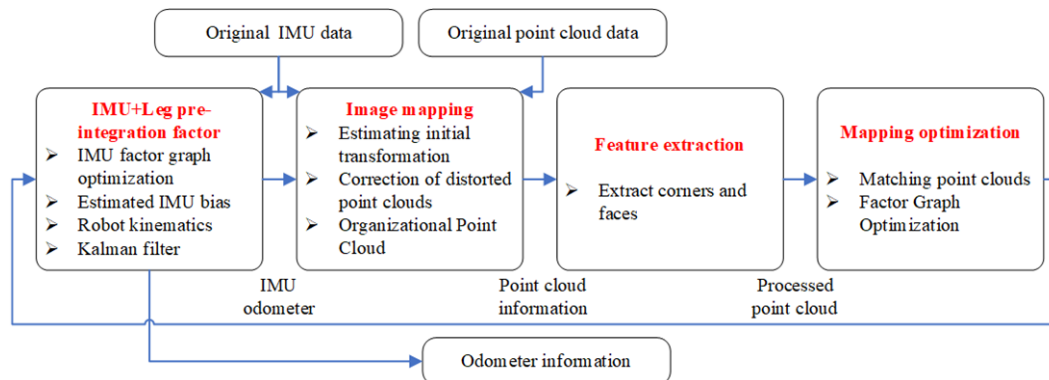 Original IMU data
Original point cloud data
IMU+Leg pre-
integration factor
➢ IMU factor graph
optimization
➢ Estimated IMU bias
➢ Robot kinematics
➢ Kalman filter
Image mapping
➢ Estimating initial
transformation
➢ Correction of distorted
point clouds
➢ Organizational Point
Cloud
Feature extraction
➢ Extract corners and
faces
Mapping optimization
➢ Matching point clouds
➢ Factor Graph
Optimization
IMU
odometer
Point cloud
information
Processed
point cloud
Odometer information